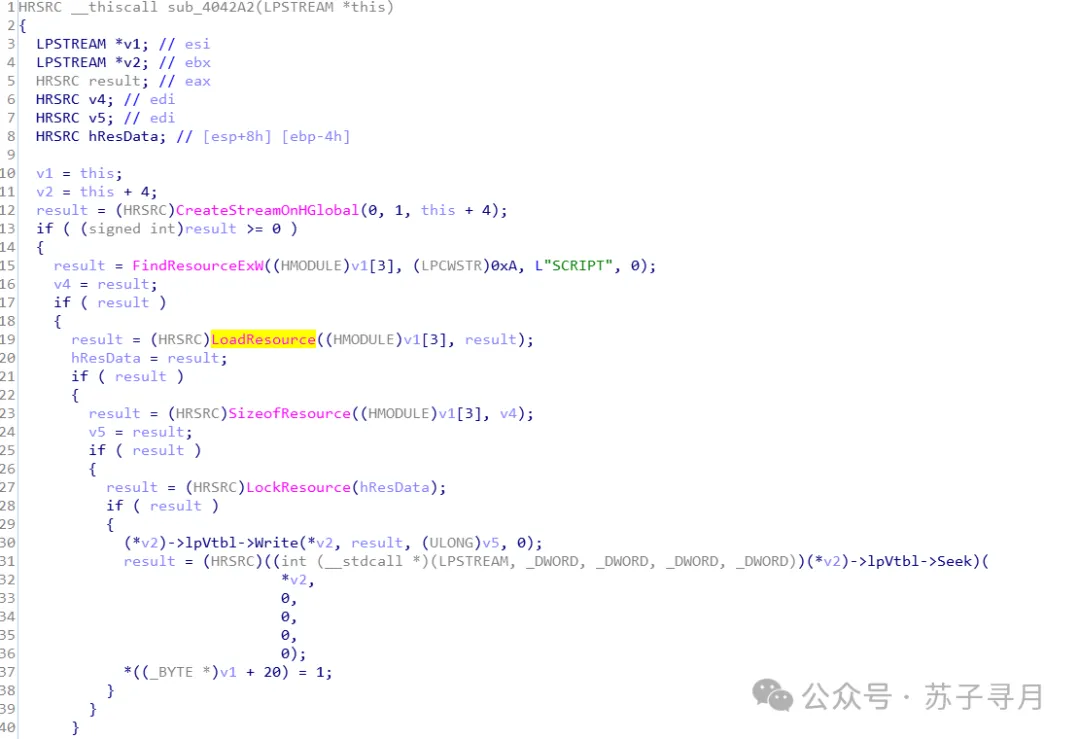 1 HRSRC __thiscall sub_4042A2(LPSTREAM *this)
2 {
3 LPSTREAM *v1; // esi
4 LPSTREAM *v2; // ebx
5 HRSRC result; // eax
6 HRSRC v4; // edi
7 HRSRC v5; // edi
8 HRSRC hResData; // [esp+8h] [ebp-4h]
9
10 v1 = this;
11 v2 = this + 4;
12 result = (HRSRC)CreateStreamOnHGlobal(0, 1, this + 4);
13 if ( (signed int)result >= 0 )
14 {
15 result = FindResourceExW((HMODULE)v1[3], (LPCWSTR)0xA, L"SCRIPT", 0);
16 v4 = result;
17 if ( result )
18 {
19 result = (HRSRC)LoadResource((HMODULE)v1[3], result);
20 hResData = result;
21 if ( result )
22 {
23 result = (HRSRC)SizeofResource((HMODULE)v1[3], v4);
24 v5 = result;
25 if ( result )
26 {
27 result = (HRSRC)LockResource(hResData);
28 if ( result )
29 {
30 (*v2)->lpVtbl->Write(*v2, result, (ULONG)v5, 0);
31 result = (HRSRC)((int (__stdcall *)(LPSTREAM, _DWORD, _DWORD, _DWORD, _DWORD))(*v2)->lpVtbl->Seek)(
32 *v2,
33 0,
34 0,
35 0,
36 0);
37 *((_BYTE *)v1 + 20) = 1;
38 }
39 }
40 }
公众号 · 苏子寻月